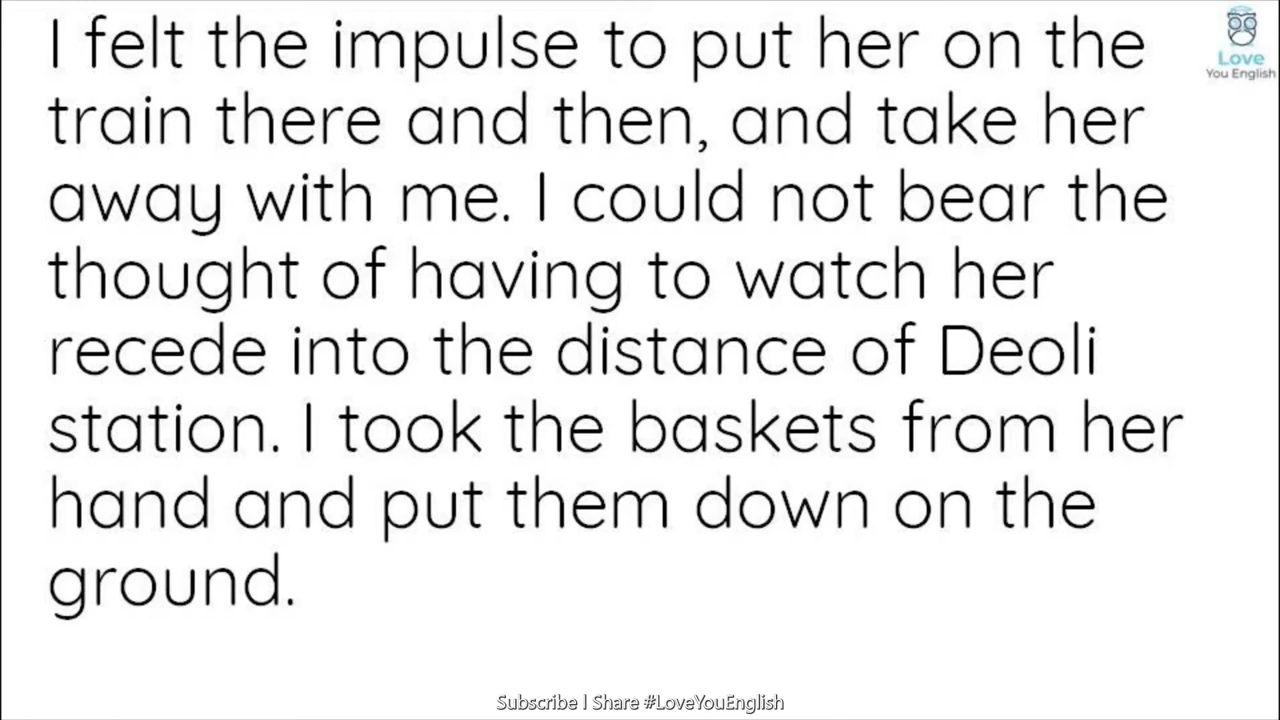 I felt the impulse to put her on the
train there and then, and take her
away with me. I could not bear the
thought of having to watch her
recede into the distance of Deoli
station. I took the baskets from her
hand and put them down on the
ground.
Love
You English
Subscribe I Share #LoveYouEnglish